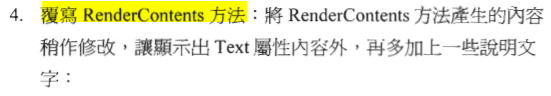 4. 覆寫 RenderContents 方法：將 RenderContents 方法產生的內容
稍作修改，讓顯示出 Text 屬性內容外，再多加上一些說明文
字：